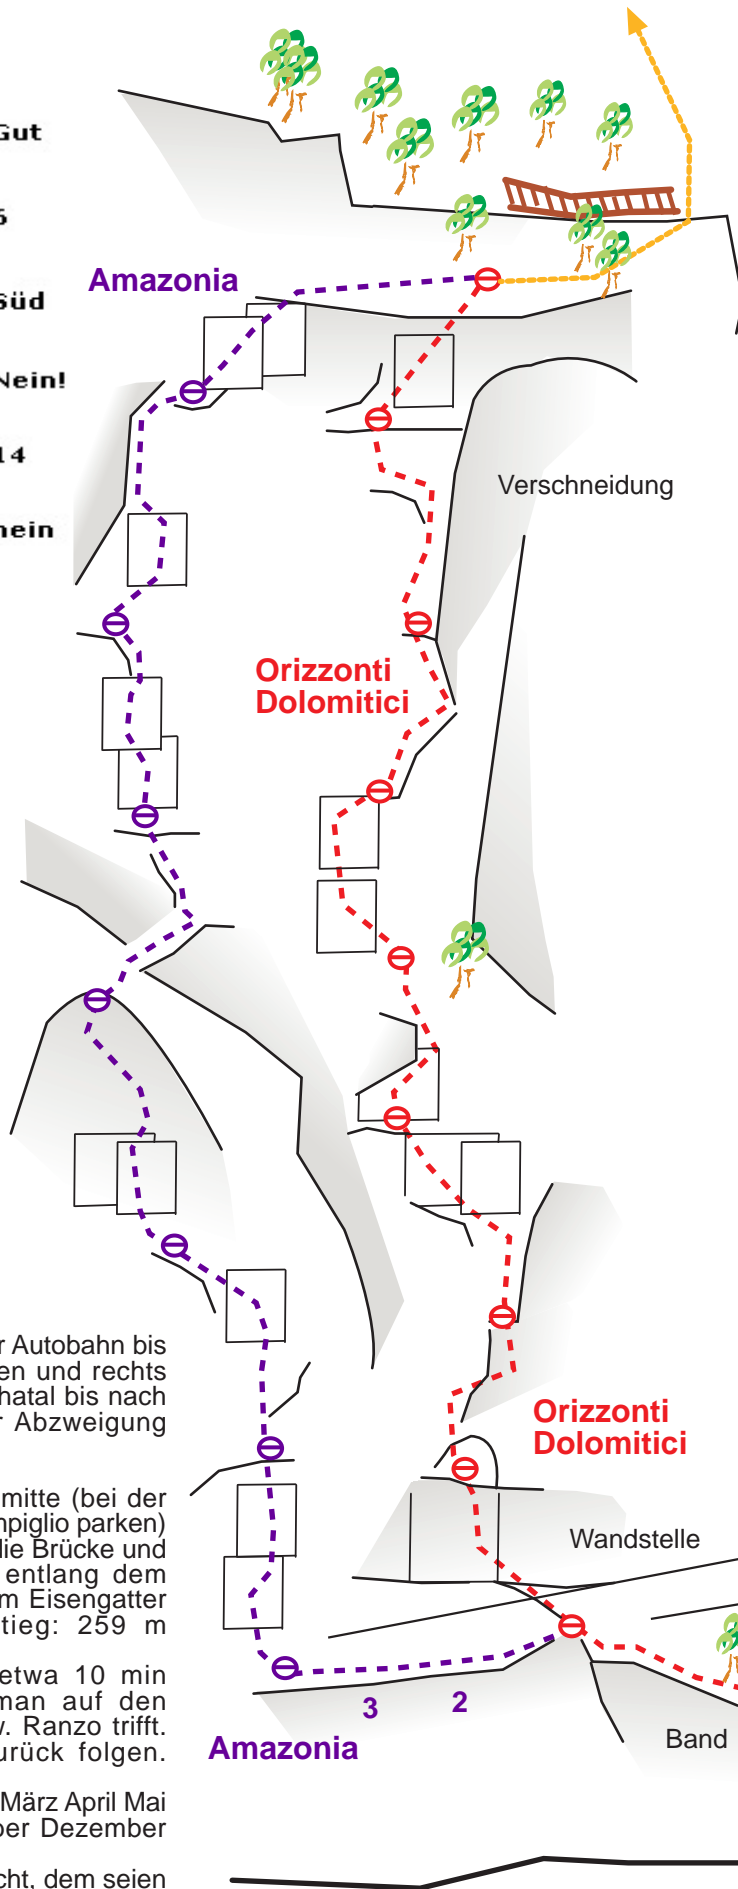 Gut
6
Süd
Nein!
14
nein
Amazonia
Verschneidung
Orizzonti
Dolomitici
Orizzonti
Dolomitici
Wandstelle
3
2
Amazonia
Band
Autobahn bis
en und rechts
hatal bis nach
Abzweigung
mitte (bei der
npiglio parken)
die Brücke und
entlang dem
m Eisengatter
tieg: 259 m
etwa 10 min
man auf den
Ranzo trifft.
urück folgen.
März April Mai
ber Dezember
cht, dem seien